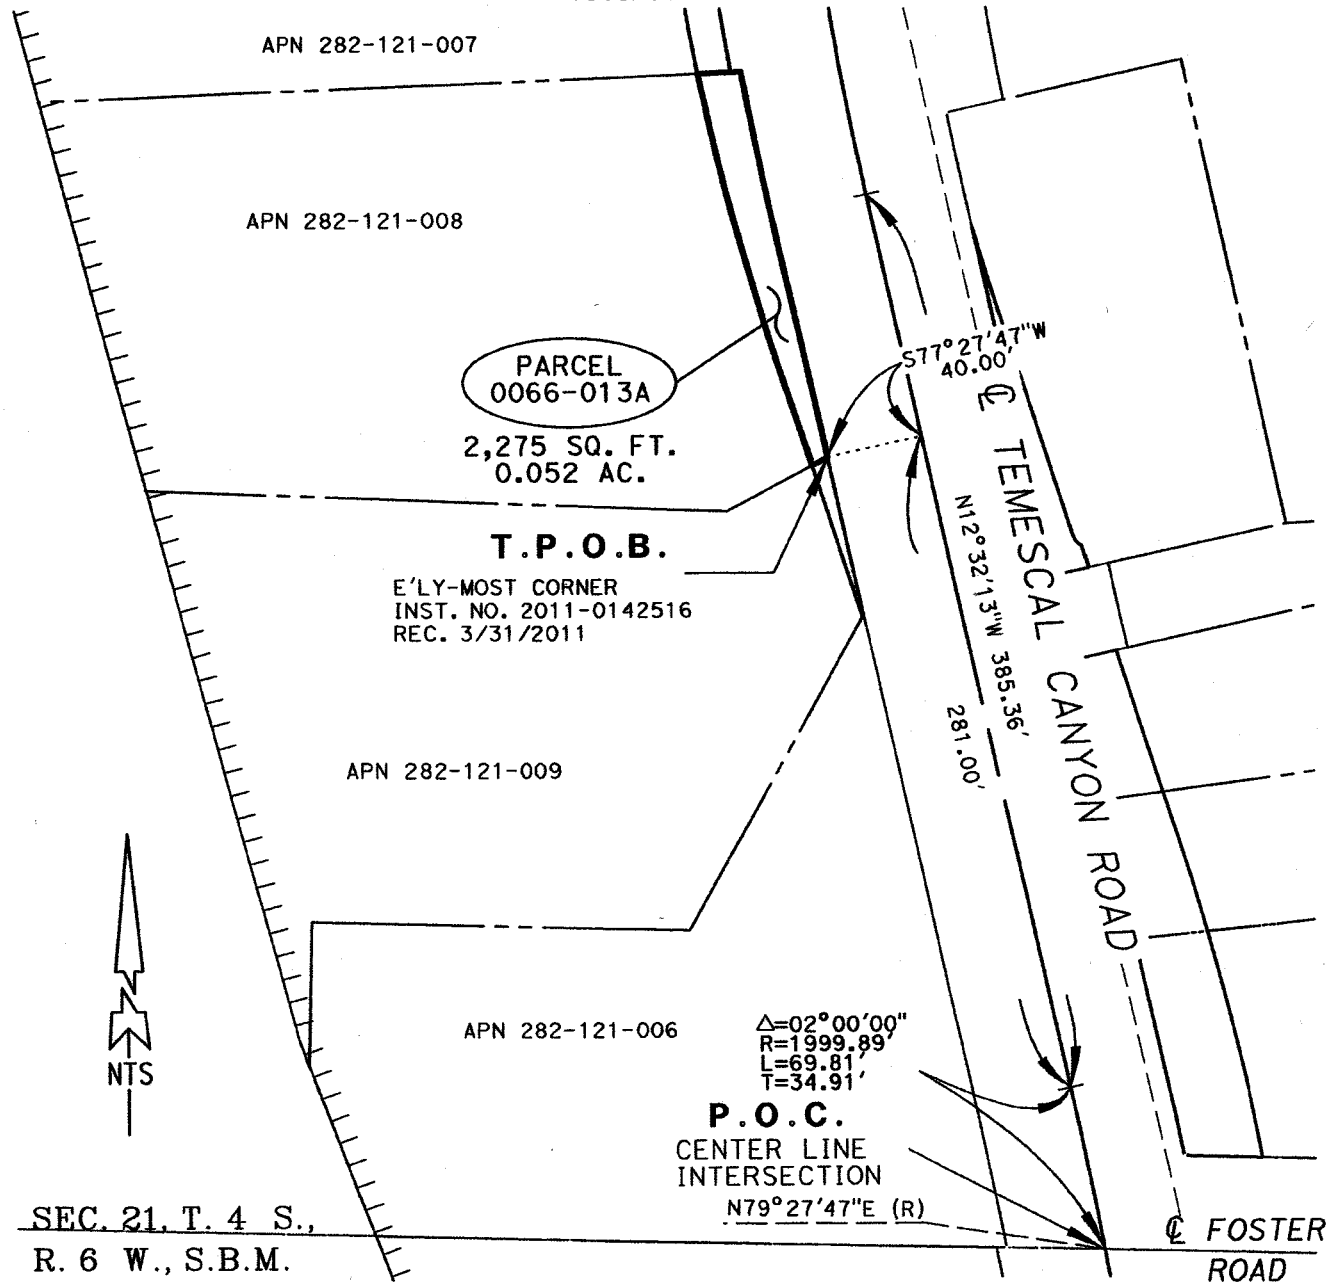 APN 282-121-007
APN 282-121-008
S77°27'47"W
40.00'
PARCEL
0066-013A
2,275 SQ. FT.
0.052 AC.
℄ TEMESCAL CANYON ROAD
N12°32'13"W 385.36'
281.00'
T.P.O.B.
E'LY-MOST CORNER
INST. NO. 2011-0142516
REC. 3/31/2011
APN 282-121-009
NTS
APN 282-121-006
Δ=02°00'00"
R=1999.89'
L=69.81'
T=34.91'
P.O.C.
CENTER LINE
INTERSECTION
N79°27'47"E (R)
SEC. 21, T. 4 S.,
R. 6 W., S.B.M.
℄ FOSTER
ROAD